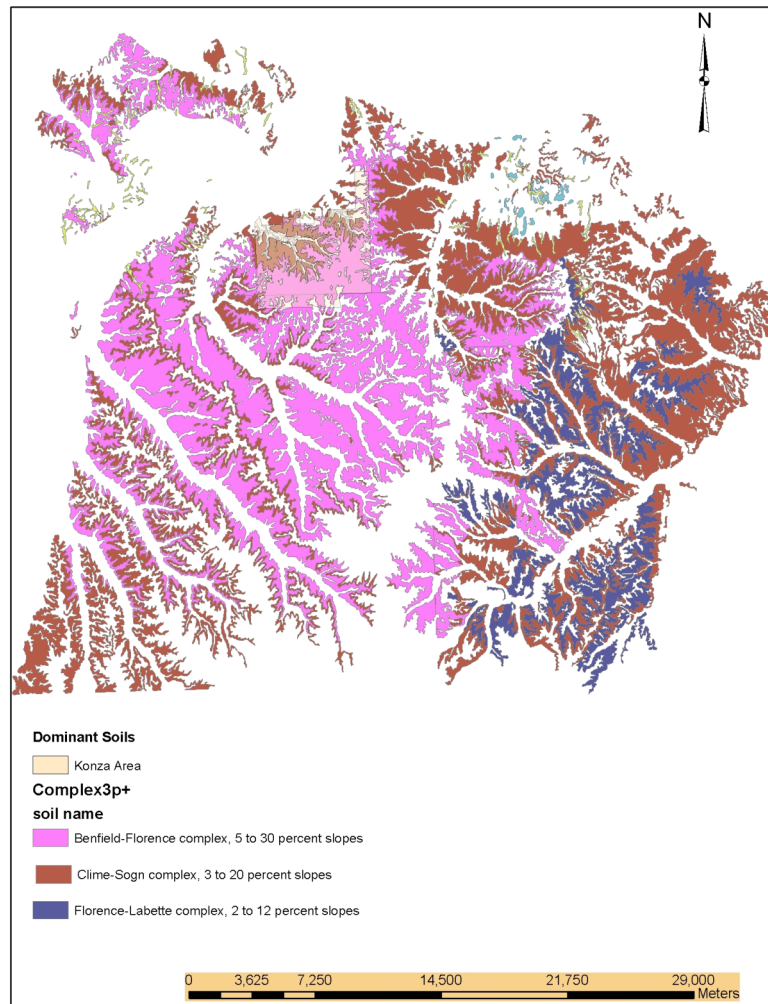 N
Dominant Soils
Konza Area
Complex3p+
soil name
Benfield-Florence complex, 5 to 30 percent slopes
Clime-Sogn complex, 3 to 20 percent slopes
Florence-Labette complex, 2 to 12 percent slopes
0 3,625 7,250 14,500 21,750 29,000
Meters